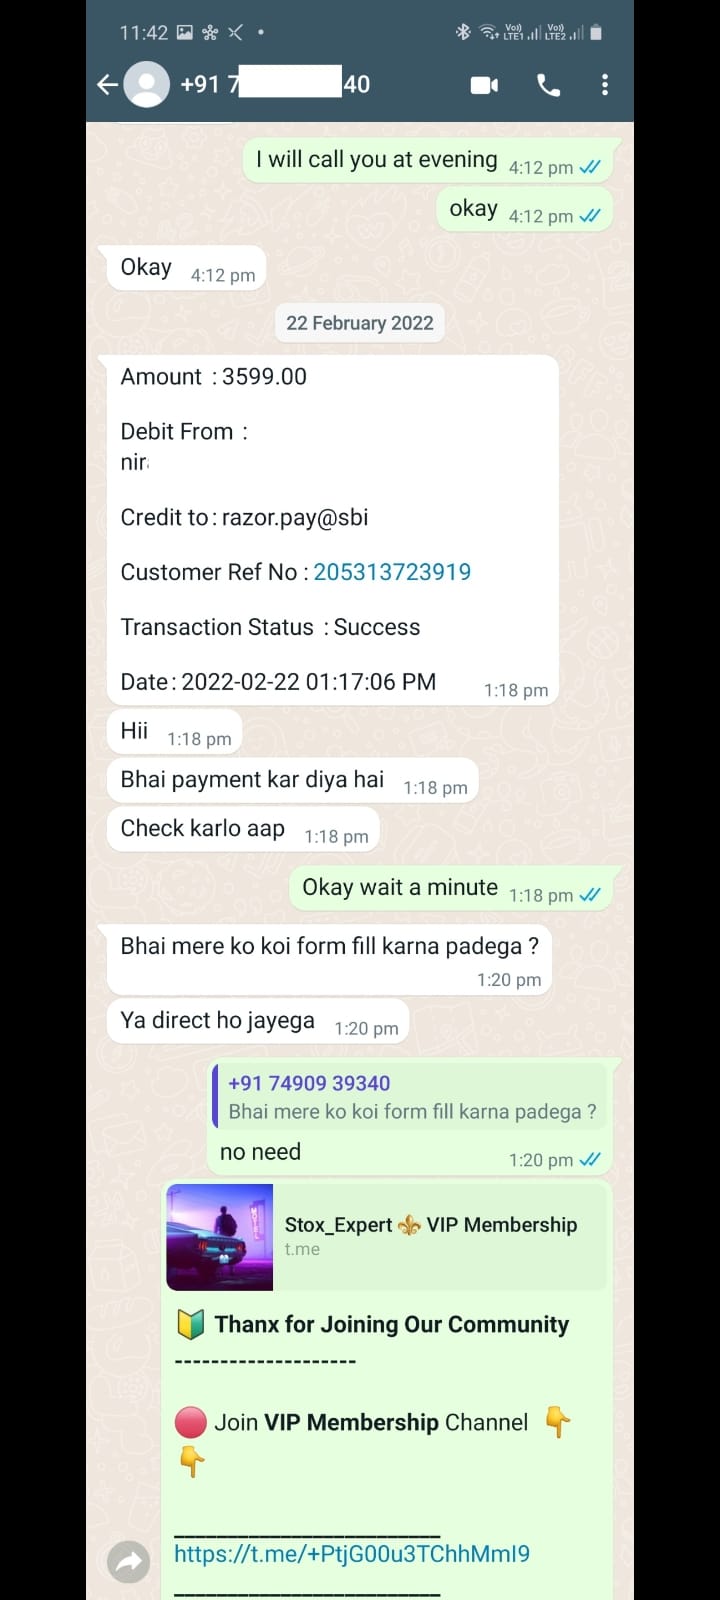 11:42
Vo) LTE1 Vo) LTE2
+91 7 40
I will call you at evening 4:12 pm
okay 4:12 pm
Okay 4:12 pm
22 February 2022
Amount : 3599.00
Debit From :
nir
Credit to : razor.pay@sbi
Customer Ref No : 205313723919
Transaction Status : Success
Date : 2022-02-22 01:17:06 PM 1:18 pm
Hii 1:18 pm
Bhai payment kar diya hai 1:18 pm
Check karlo aap 1:18 pm
Okay wait a minute 1:18 pm
Bhai mere ko koi form fill karna padega ?
1:20 pm
Ya direct ho jayega 1:20 pm
+91 74909 39340
Bhai mere ko koi form fill karna padega ?
no need 1:20 pm
Stox_Expert ⚜ VIP Membership
t.me
🔰 Thanx for Joining Our Community
--------------------
🔴 Join VIP Membership Channel 👇
👇
https://t.me/+PtjG00u3TChhMmI9